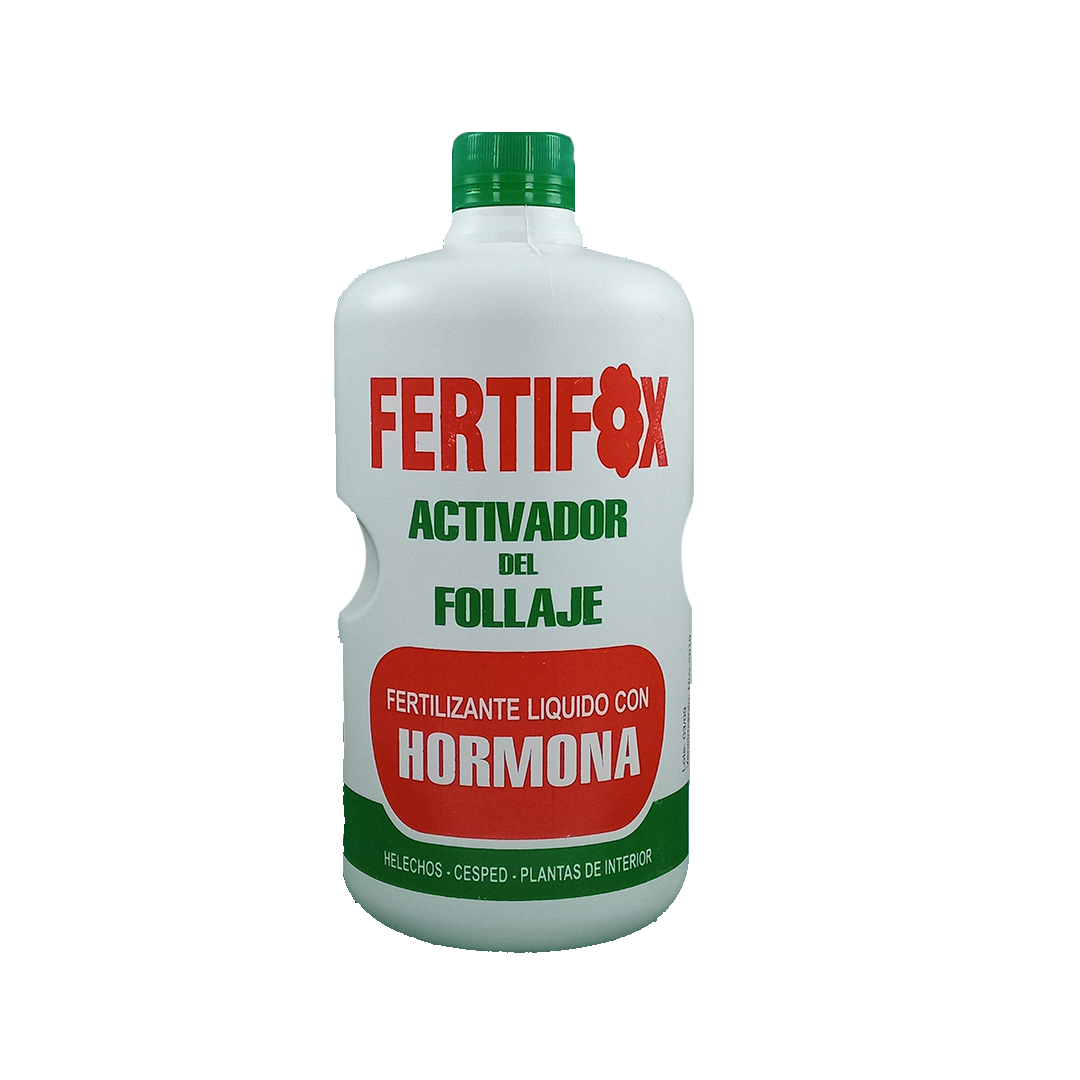 FERTIFOX
ACTIVADOR
DEL
FOLLAJE
FERTILIZANTE LIQUIDO CON
HORMONA
HELECHOS - CESPED - PLANTAS DE INTERIOR